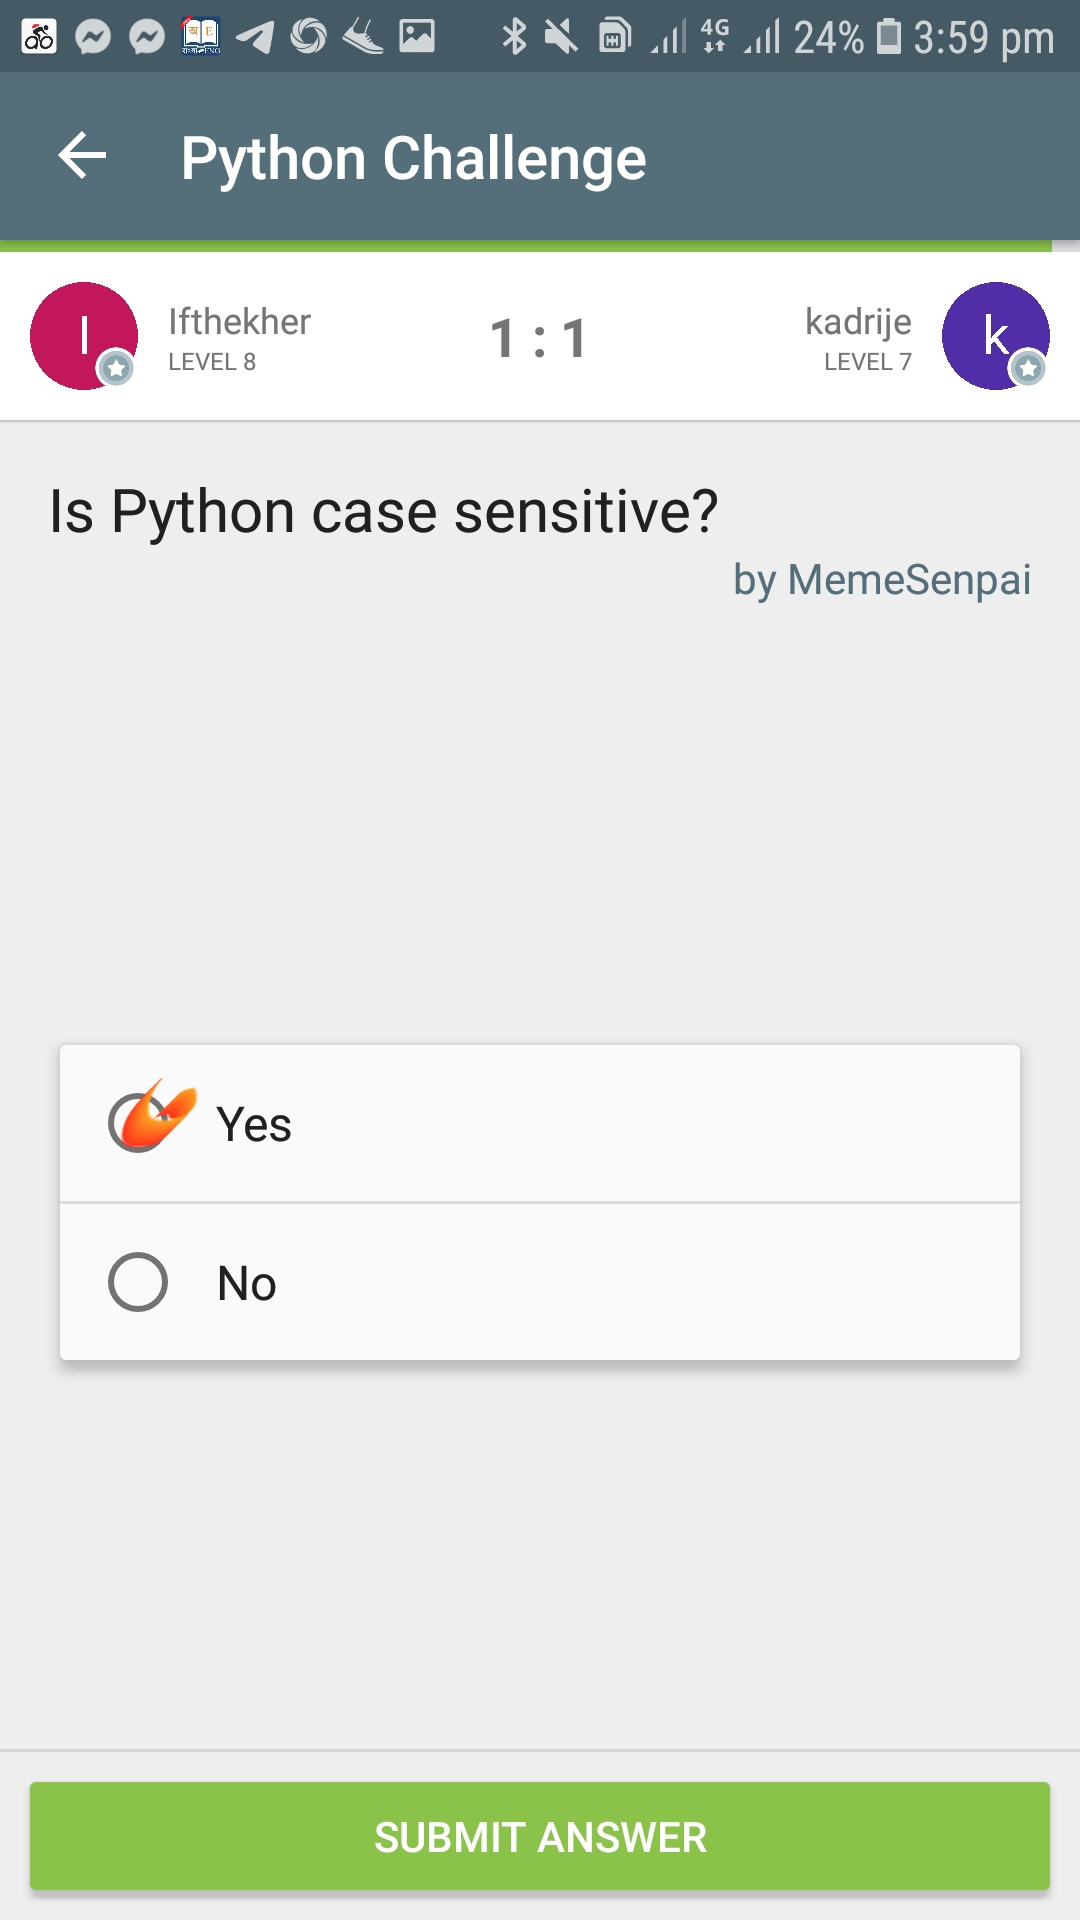 4G
24% 3:59 pm
Python Challenge
I
Ifthekher
LEVEL 8
1 : 1
kadrije
LEVEL 7
k
Is Python case sensitive?
by MemeSenpai
Yes
No
SUBMIT ANSWER